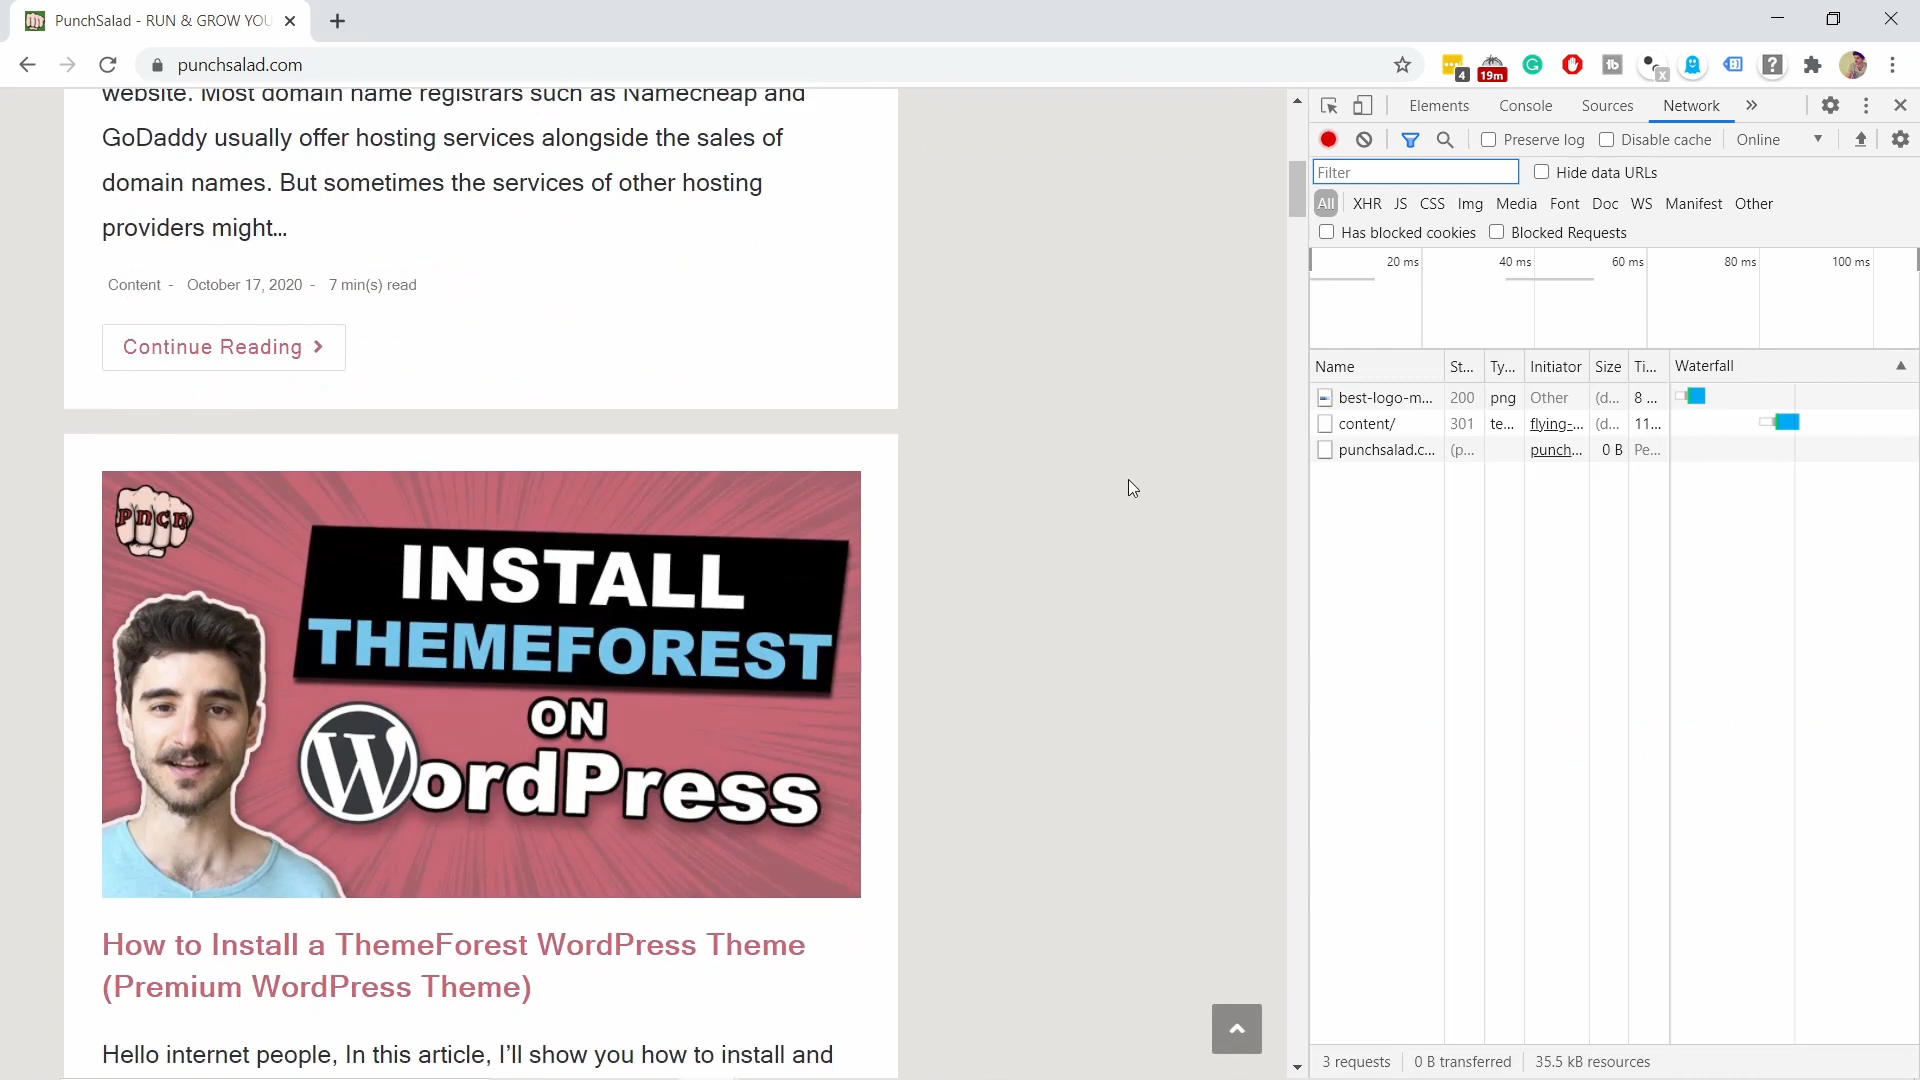 PunchSalad - RUN & GROW YOU
punchsalad.com
4
19m
x
website. Most domain name registrars such as Namecheap and
GoDaddy usually offer hosting services alongside the sales of
domain names. But sometimes the services of other hosting
providers might...
Content - October 17, 2020 - 7 min(s) read
Continue Reading
PnCh
INSTALL
THEMEFOREST
ON
WordPress
How to Install a ThemeForest WordPress Theme
(Premium WordPress Theme)
Hello internet people, In this article, I'll show you how to install and
Elements Console Sources Network
Preserve log Disable cache Online
Filter Hide data URLs
All XHR JS CSS Img Media Font Doc WS Manifest Other
Has blocked cookies Blocked Requests
20 ms 40 ms 60 ms 80 ms 100 ms
Name St... Ty... Initiator Size Ti... Waterfall
best-logo-m... 200 png Other (d... 8 ...
content/ 301 te... flying-... (d... 11...
punchsalad.c... (p... punch... 0 B Pe...
3 requests 0 B transferred 35.5 kB resources